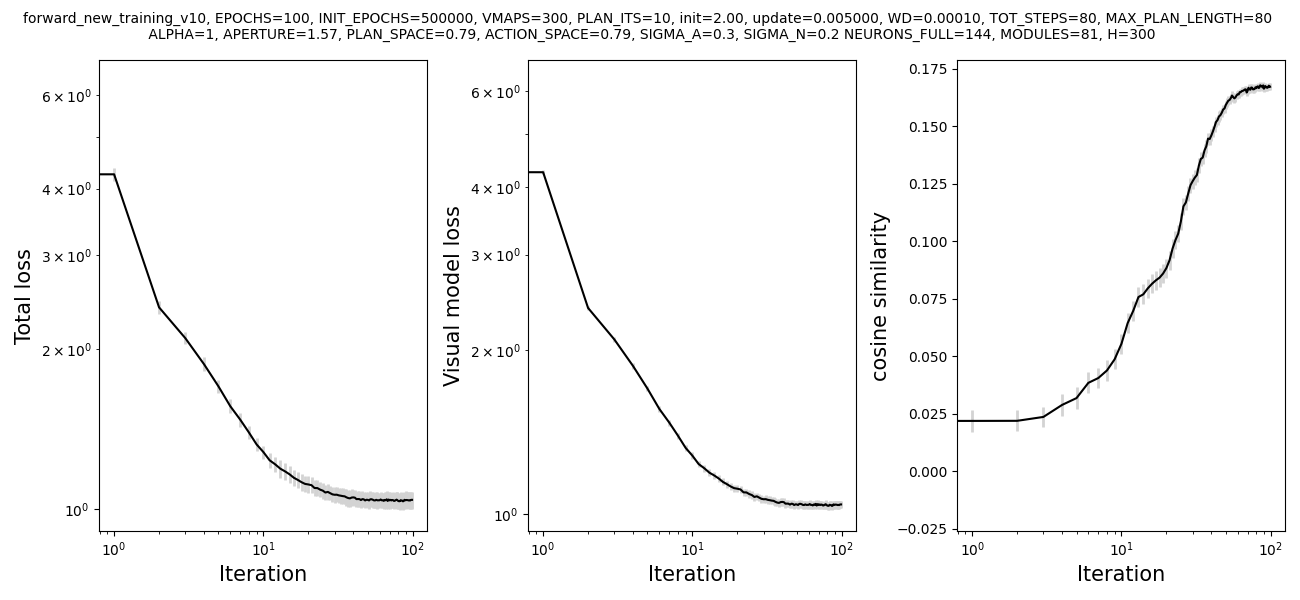 forward_new_training_v10, EPOCHS=100, INIT_EPOCHS=500000, VMAPS=300, PLAN_ITS=10, init=2.00, update=0.005000, WD=0.00010, TOT_STEPS=80, MAX_PLAN_LENGTH=80
ALPHA=1, APERTURE=1.57, PLAN_SPACE=0.79, ACTION_SPACE=0.79, SIGMA_A=0.3, SIGMA_N=0.2 NEURONS_FULL=144, MODULES=81, H=300
Total loss
6 × 10⁰
4 × 10⁰
3 × 10⁰
2 × 10⁰
10⁰
10⁰ 10¹ 10²
Iteration
Visual model loss
6 × 10⁰
4 × 10⁰
3 × 10⁰
2 × 10⁰
10⁰
10⁰ 10¹ 10²
Iteration
cosine similarity
0.175
0.150
0.125
0.100
0.075
0.050
0.025
0.000
−0.025
10⁰ 10¹ 10²
Iteration